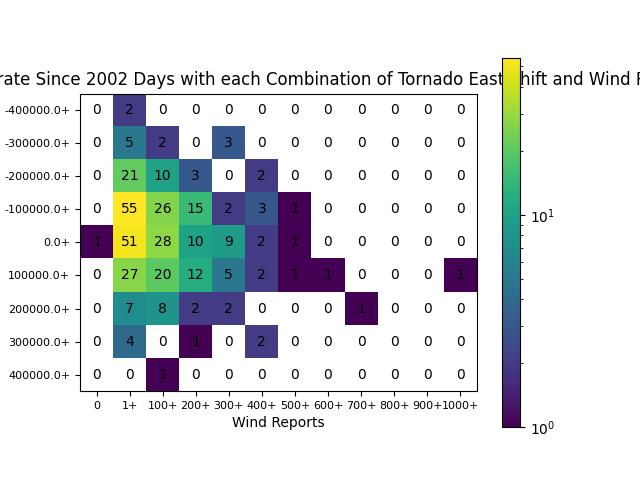 rate Since 2002 Days with each Combination of Tornado East Shift and Wind R
-400000.0+ 0 2 0 0 0 0 0 0 0 0 0 0
-300000.0+ 0 5 2 0 3 0 0 0 0 0 0 0
-200000.0+ 0 21 10 3 0 2 0 0 0 0 0 0
-100000.0+ 0 55 26 15 2 3 1 0 0 0 0 0
0.0+ 1 51 28 10 9 2 1 0 0 0 0 0
100000.0+ 0 27 20 12 5 2 1 1 0 0 0 1
200000.0+ 0 7 8 2 2 0 0 0 1 0 0 0
300000.0+ 0 4 0 1 0 2 0 0 0 0 0 0
400000.0+ 0 0 1 0 0 0 0 0 0 0 0 0
0 1+ 100+ 200+ 300+ 400+ 500+ 600+ 700+ 800+ 900+ 1000+
Wind Reports
10¹
10⁰